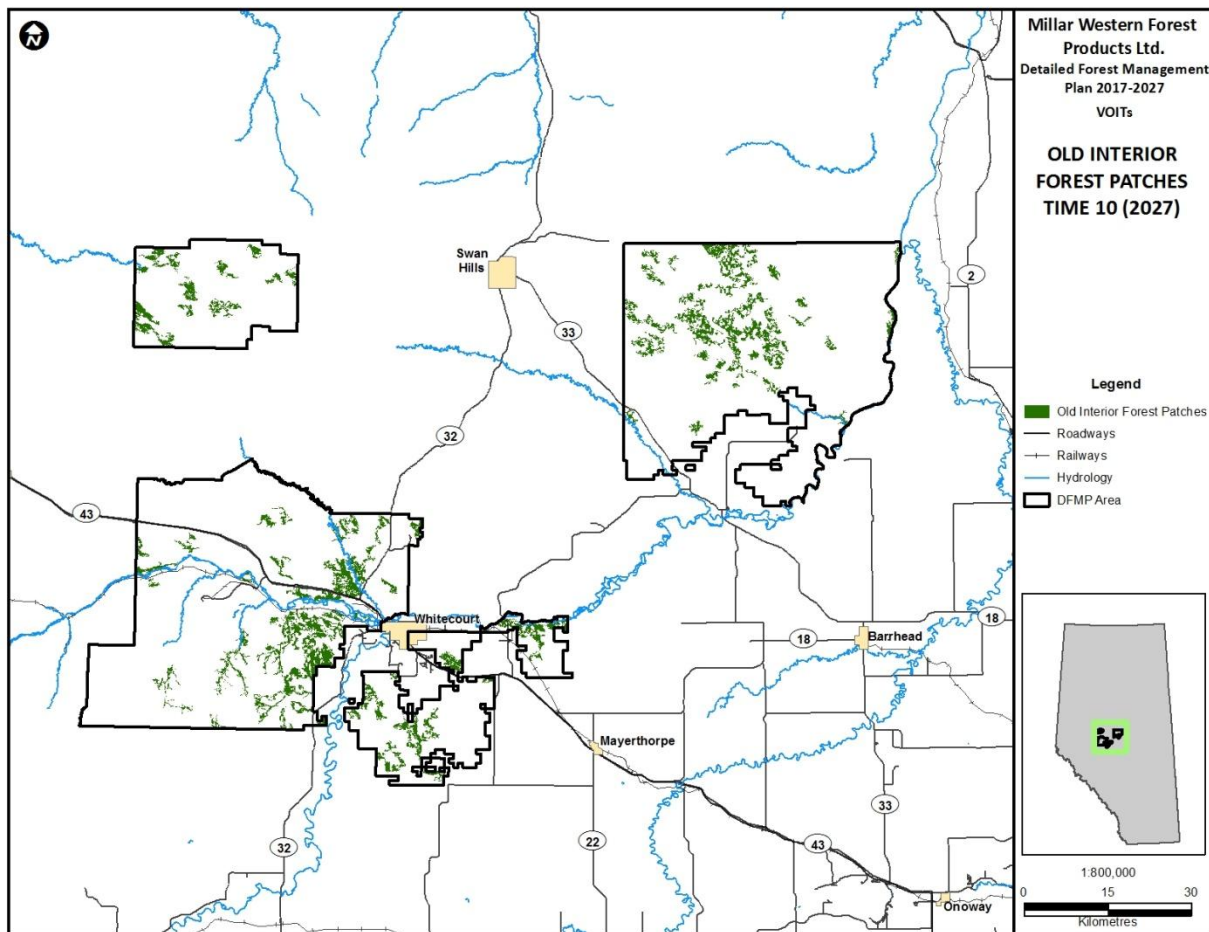 N
Millar Western Forest
Products Ltd.
Detailed Forest Management
Plan 2017-2027
VOITs
OLD INTERIOR
FOREST PATCHES
TIME 10 (2027)
Legend
Old Interior Forest Patches
Roadways
Railways
Hydrology
DFMP Area
1:800,000
0 15 30
Kilometres
Swan
Hills
2
33
32
43
Whitecourt
18
18
Barrhead
Mayerthorpe
33
32
22
43
Onoway